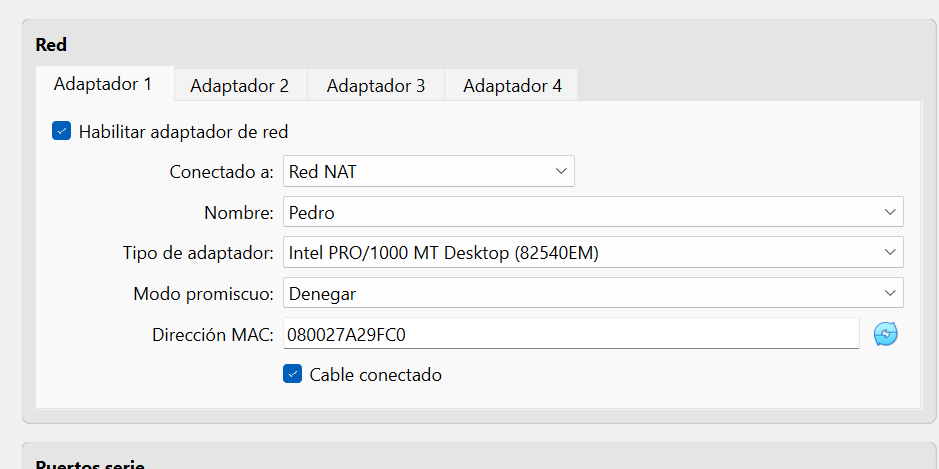 Red
Adaptador 1 Adaptador 2 Adaptador 3 Adaptador 4
Habilitar adaptador de red
Conectado a: Red NAT
Nombre: Pedro
Tipo de adaptador: Intel PRO/1000 MT Desktop (82540EM)
Modo promiscuo: Denegar
Dirección MAC: 080027A29FC0
Cable conectado
Puertos serie